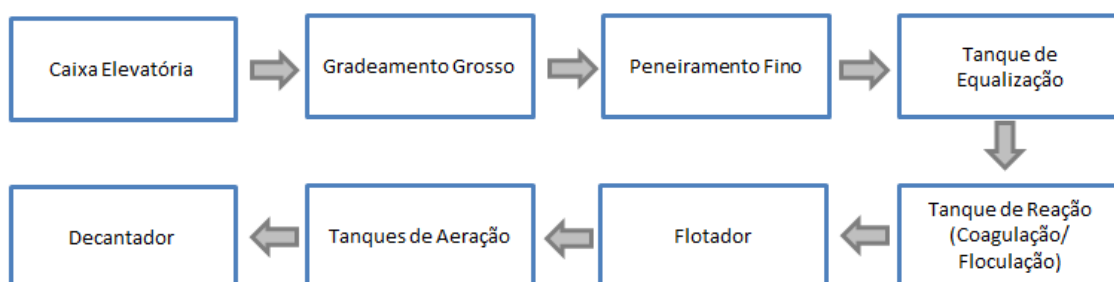 Caixa Elevatória
Gradeamento Grosso
Peneiramento Fino
Tanque de
Equalização
Decantador
Tanques de Aeração
Flotador
Tanque de Reação
(Coagulação/
Floculação)